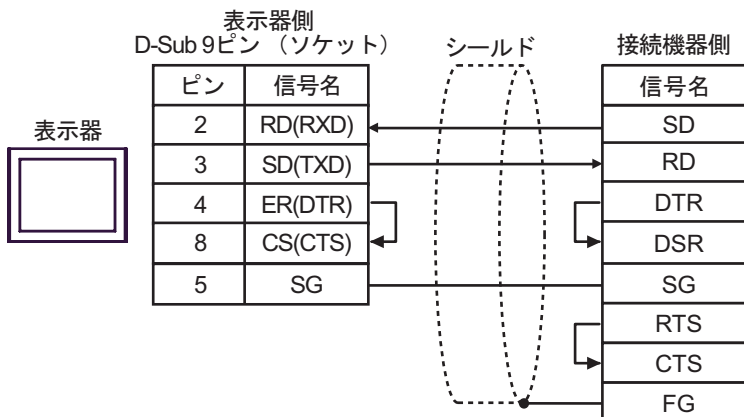 表示器側
D-Sub 9ピン （ソケット）
シールド
接続機器側
表示器
ピン 信号名
2 RD(RXD)
3 SD(TXD)
4 ER(DTR)
8 CS(CTS)
5 SG
信号名
SD
RD
DTR
DSR
SG
RTS
CTS
FG